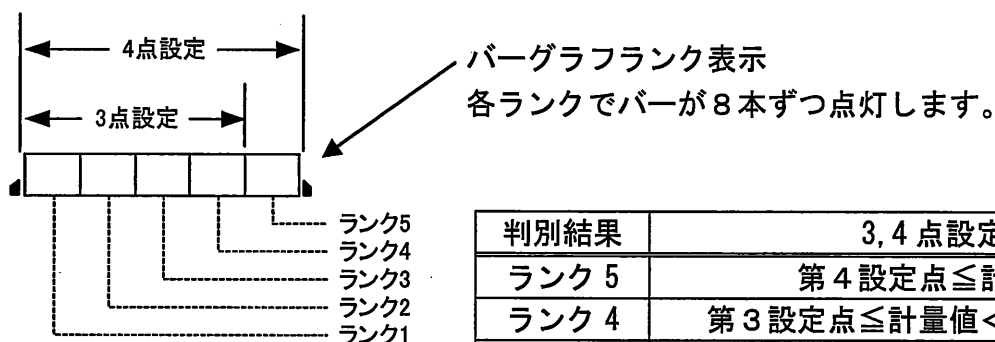 4点設定
3点設定
バーグラフランク表示
各ランクでバーが8本ずつ点灯します。
ランク5
ランク4
ランク3
ランク2
ランク1
判別結果 3,4点設定
ランク5 第4設定点≦計
ランク4 第3設定点≦計量値<